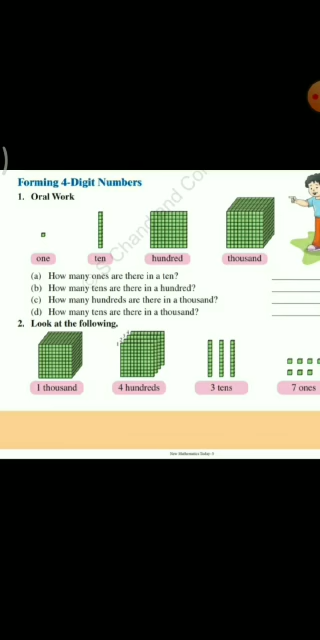 Forming 4-Digit Numbers
1. Oral Work
one ten hundred thousand
(a) How many ones are there in a ten?
(b) How many tens are there in a hundred?
(c) How many hundreds are there in a thousand?
(d) How many tens are there in a thousand?
2. Look at the following.
1 thousand 4 hundreds 3 tens 7 ones